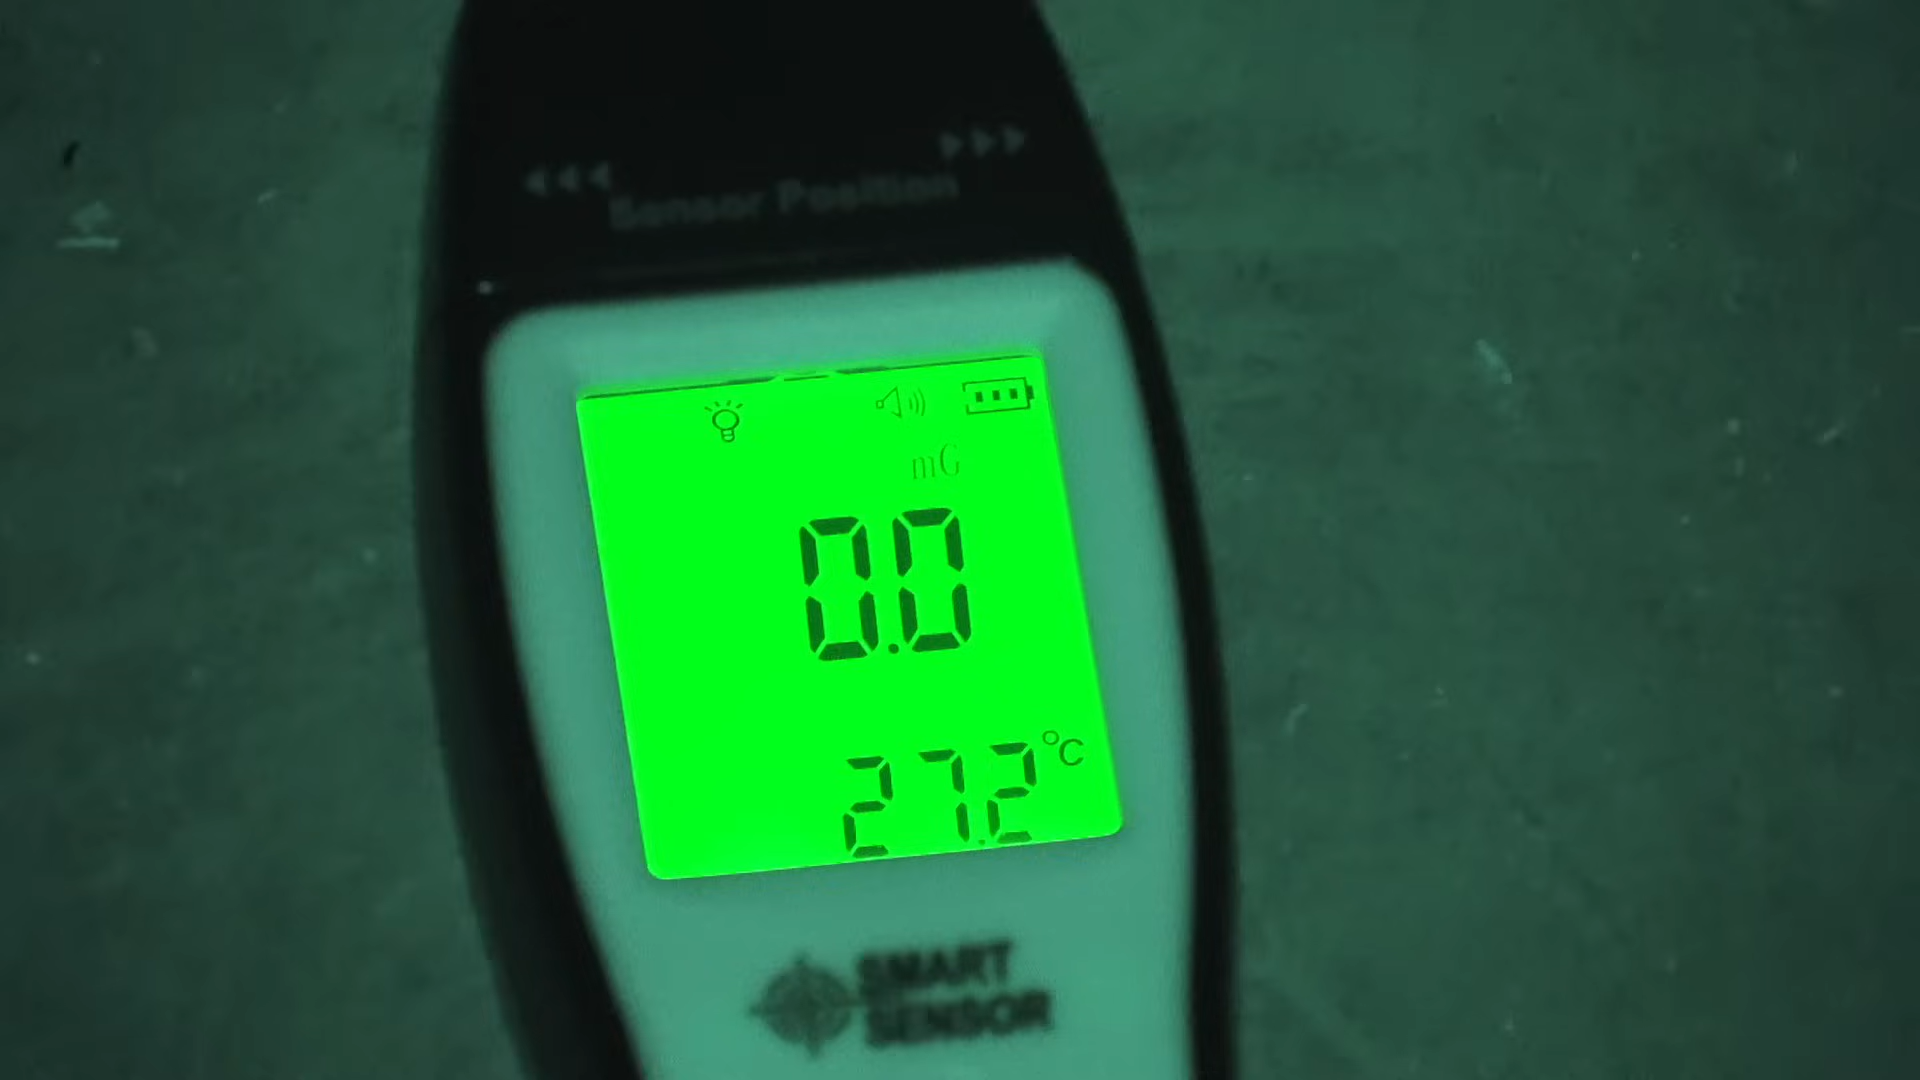 Sensor Position
mG
0.0
27.2 °C
SMART
SENSOR